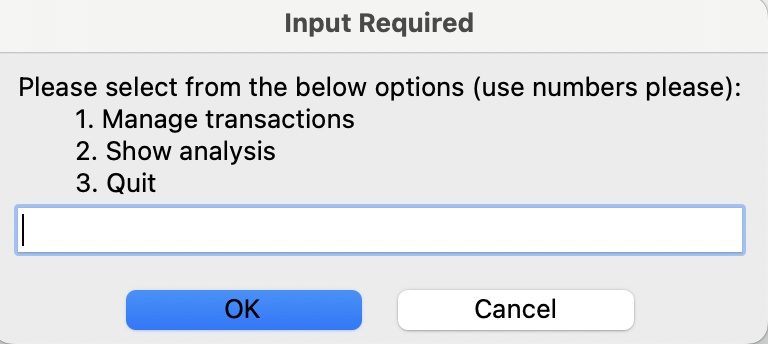 Input Required
Please select from the below options (use numbers please):
1. Manage transactions
2. Show analysis
3. Quit
OK
Cancel